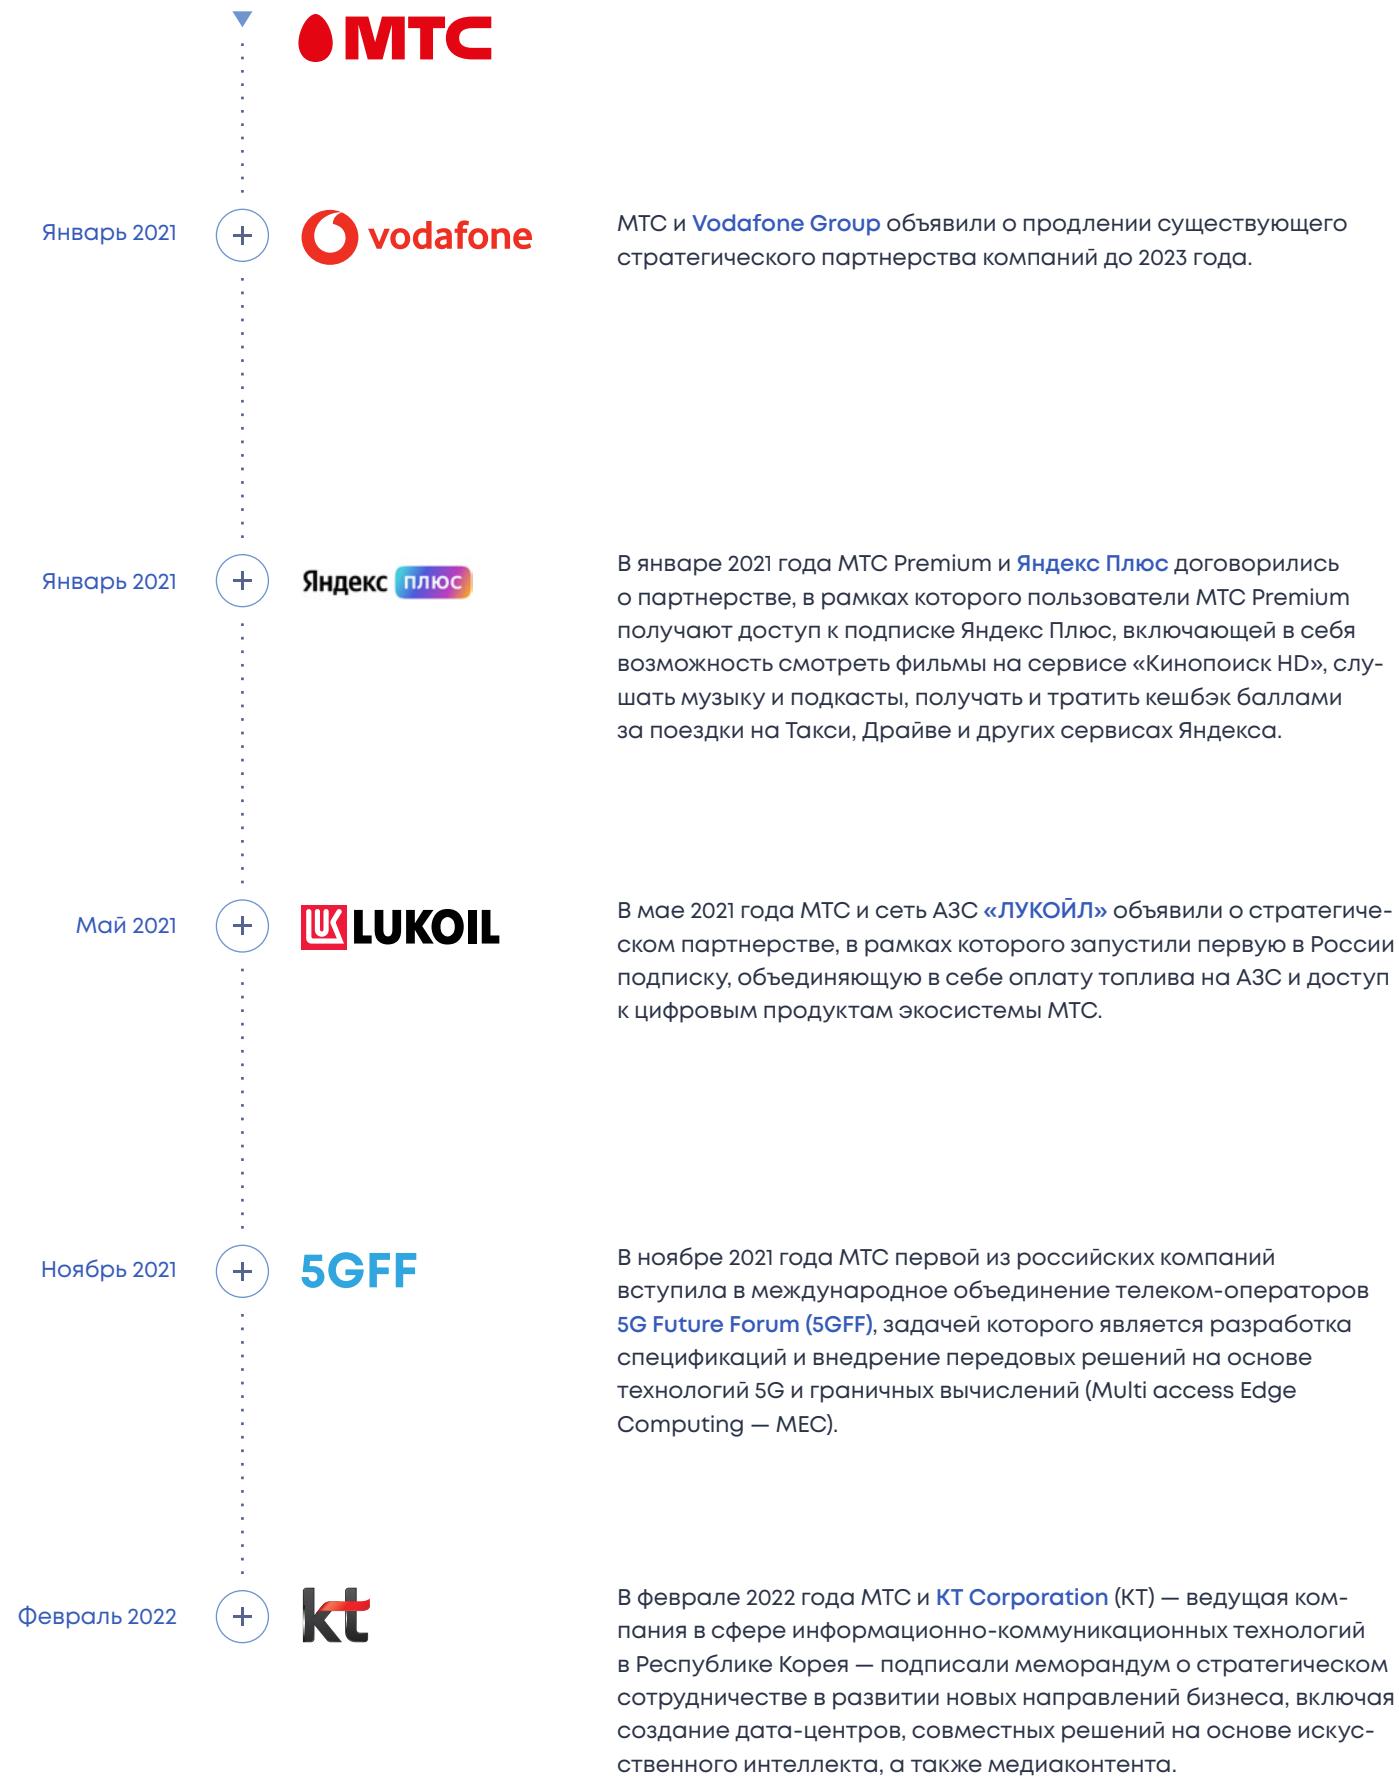 МТС
Январь 2021
vodafone
МТС и Vodafone Group объявили о продлении существующего
стратегического партнерства компаний до 2023 года.
Январь 2021
Яндекс плюс
В январе 2021 года МТС Premium и Яндекс Плюс договорились
о партнерстве, в рамках которого пользователи МТС Premium
получают доступ к подписке Яндекс Плюс, включающей в себя
возможность смотреть фильмы на сервисе «Кинопоиск HD», слу-
шать музыку и подкасты, получать и тратить кешбэк баллами
за поездки на Такси, Драйве и других сервисах Яндекса.
Май 2021
LUKOIL
В мае 2021 года МТС и сеть АЗС «ЛУКОЙЛ» объявили о стратегиче-
ском партнерстве, в рамках которого запустили первую в России
подписку, объединяющую в себе оплату топлива на АЗС и доступ
к цифровым продуктам экосистемы МТС.
Ноябрь 2021
5GFF
В ноябре 2021 года МТС первой из российских компаний
вступила в международное объединение телеком-операторов
5G Future Forum (5GFF), задачей которого является разработка
спецификаций и внедрение передовых решений на основе
технологий 5G и граничных вычислений (Multi access Edge
Computing — MEC).
Февраль 2022
kt
В феврале 2022 года МТС и KT Corporation (KT) — ведущая ком-
пания в сфере информационно-коммуникационных технологий
в Республике Корея — подписали меморандум о стратегическом
сотрудничестве в развитии новых направлений бизнеса, включая
создание дата-центров, совместных решений на основе искус-
ственного интеллекта, а также медиаконтента.